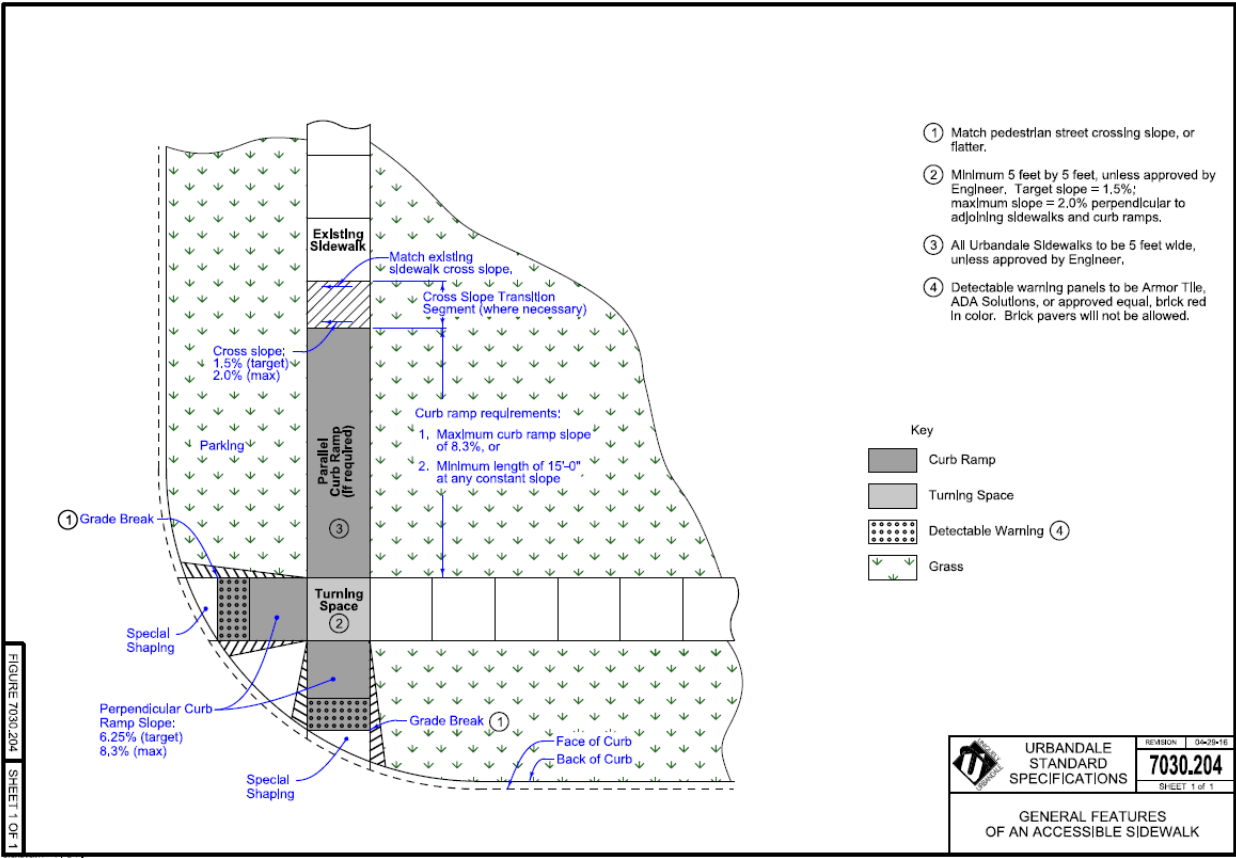 Existing
Sidewalk
Match existing
sidewalk cross slope.
Cross Slope Transition
Segment (where necessary)
Cross slope:
1.5% (target)
2.0% (max)
Parking
Parallel
Curb Ramp
(If required)
3
Curb ramp requirements:
1. Maximum curb ramp slope
of 8.3%, or
2. Minimum length of 15'-0"
at any constant slope
1 Grade Break
Turning
Space
2
Special
Shaping
Perpendicular Curb
Ramp Slope:
6.25% (target)
8.3% (max)
Grade Break 1
Special
Shaping
Face of Curb
Back of Curb
1 Match pedestrian street crossing slope, or
flatter.
2 Minimum 5 feet by 5 feet, unless approved by
Engineer. Target slope = 1.5%;
maximum slope = 2.0% perpendicular to
adjoining sidewalks and curb ramps.
3 All Urbandale Sidewalks to be 5 feet wide,
unless approved by Engineer.
4 Detectable warning panels to be Armor Tile,
ADA Solutions, or approved equal, brick red
in color. Brick pavers will not be allowed.
Key
Curb Ramp
Turning Space
Detectable Warning 4
Grass
FIGURE 7030.204
SHEET 1 OF 1
UNIQUELY
URBANDALE
URBANDALE
STANDARD
SPECIFICATIONS
REVISION 04-29-16
7030.204
SHEET 1 of 1
GENERAL FEATURES
OF AN ACCESSIBLE SIDEWALK